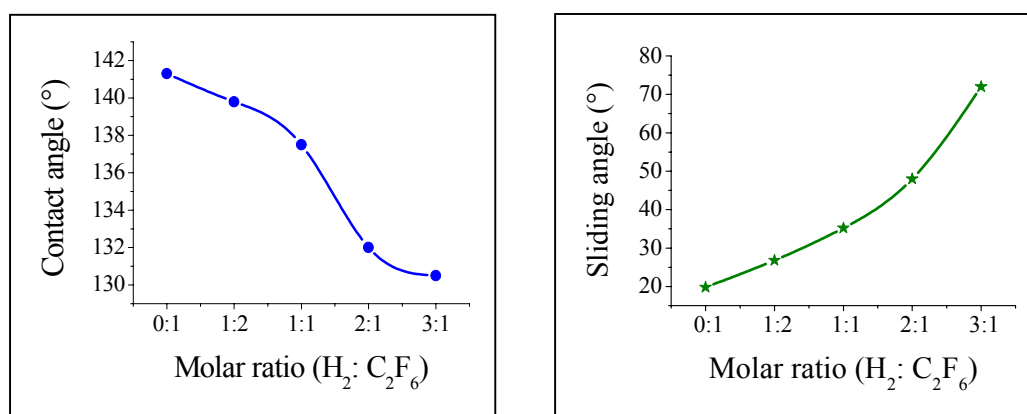 Contact angle (°)
142
140
138
136
134
132
130
0:1 1:2 1:1 2:1 3:1
Molar ratio (H₂: C₂F₆)
Sliding angle (°)
80
70
60
50
40
30
20
0:1 1:2 1:1 2:1 3:1
Molar ratio (H₂: C₂F₆)